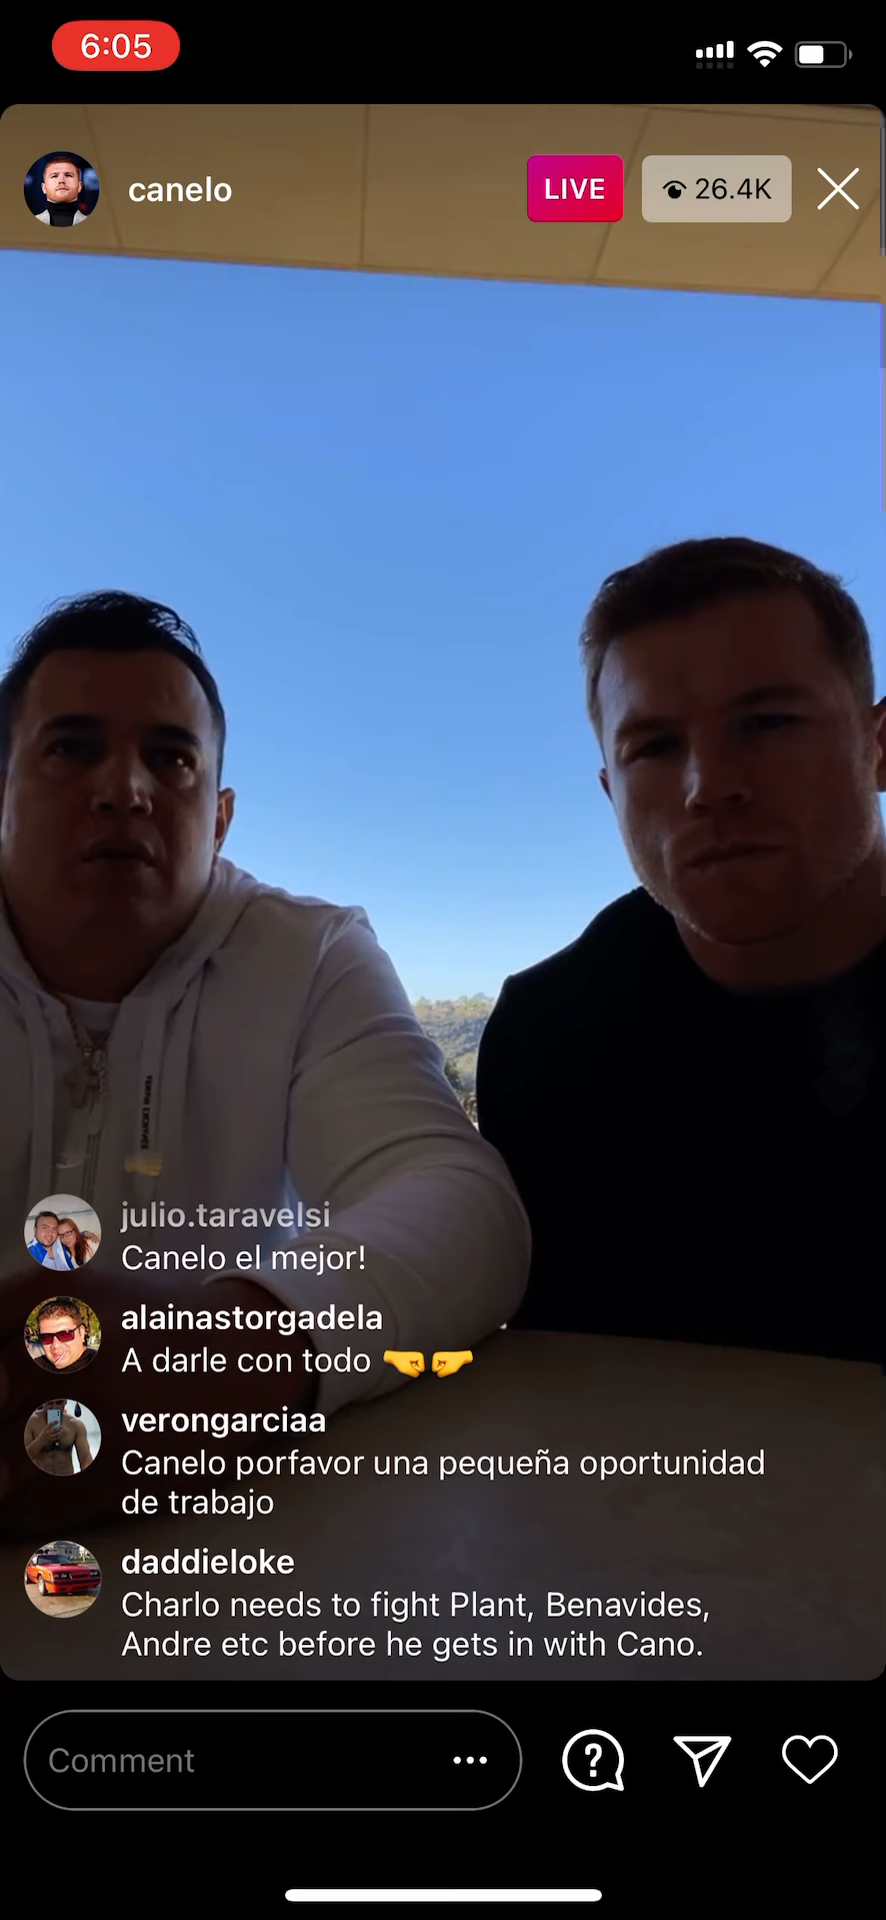 6:05
canelo
LIVE
26.4K
julio.taravelsi
Canelo el mejor!
alainastorgadela
A darle con todo 🤜🤛
verongarciaa
Canelo porfavor una pequeña oportunidad
de trabajo
daddieloke
Charlo needs to fight Plant, Benavides,
Andre etc before he gets in with Cano.
Comment